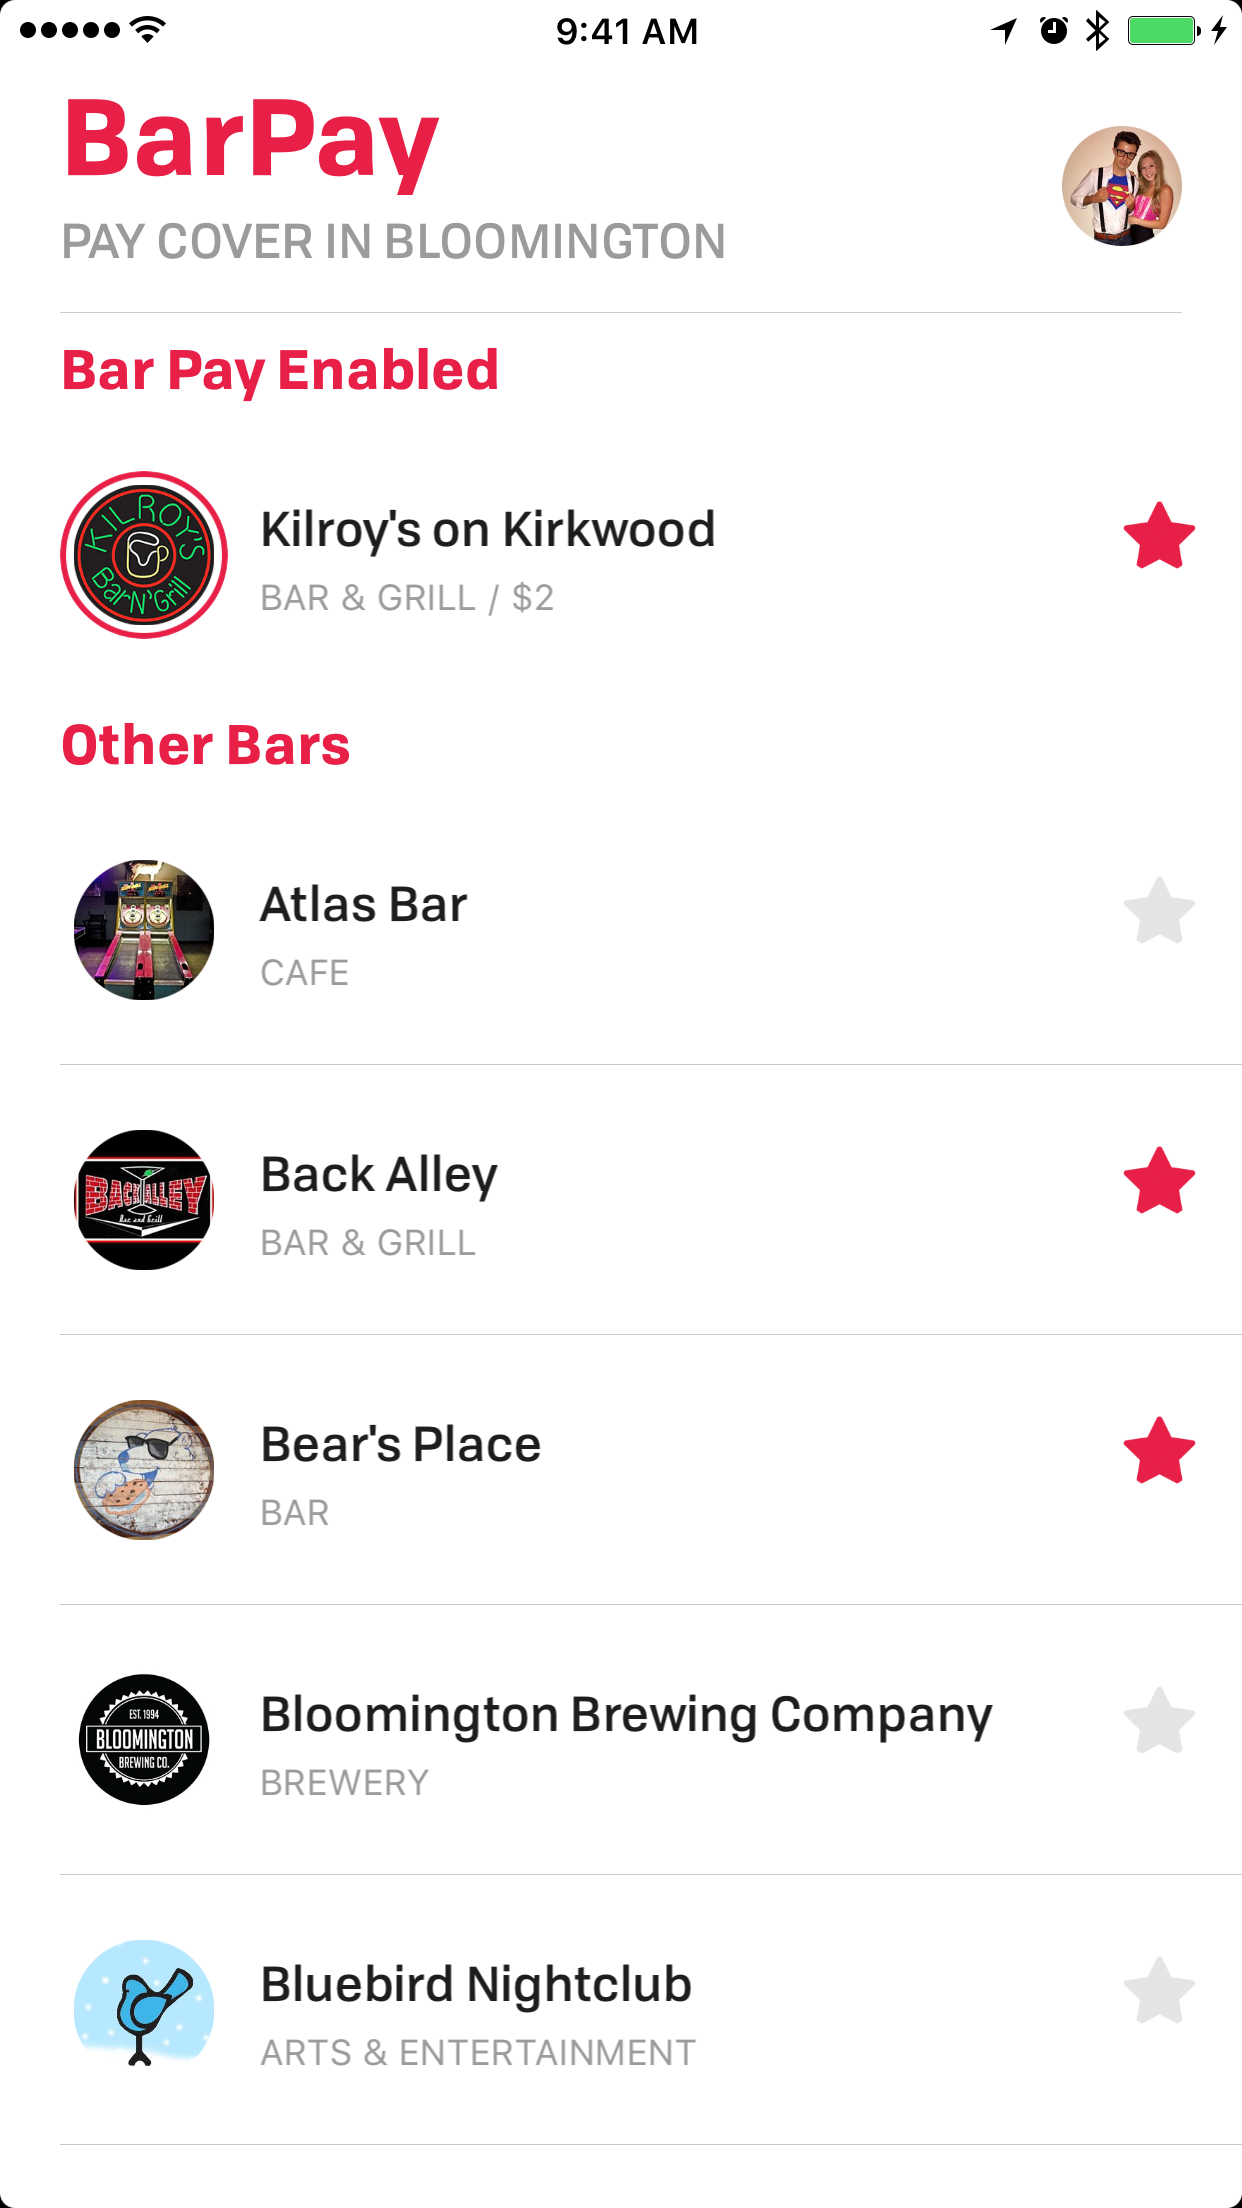 9:41 AM
BarPay
PAY COVER IN BLOOMINGTON
Bar Pay Enabled
KILROY'S
BarN'Grill
Kilroy's on Kirkwood
BAR & GRILL / $2
Other Bars
Atlas Bar
CAFE
BACK ALLEY
Bar and Grill
Back Alley
BAR & GRILL
Bear's Place
BAR
EST. 1994
BLOOMINGTON
BREWING CO.
Bloomington Brewing Company
BREWERY
Bluebird Nightclub
ARTS & ENTERTAINMENT